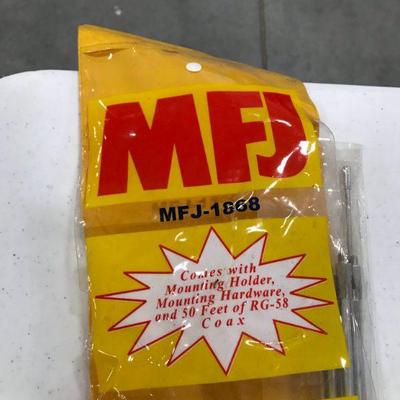 MFJ
MFJ-1868
Comes with
Mounting Holder,
Mounting Hardware,
and 50 Feet of RG-58
Coax